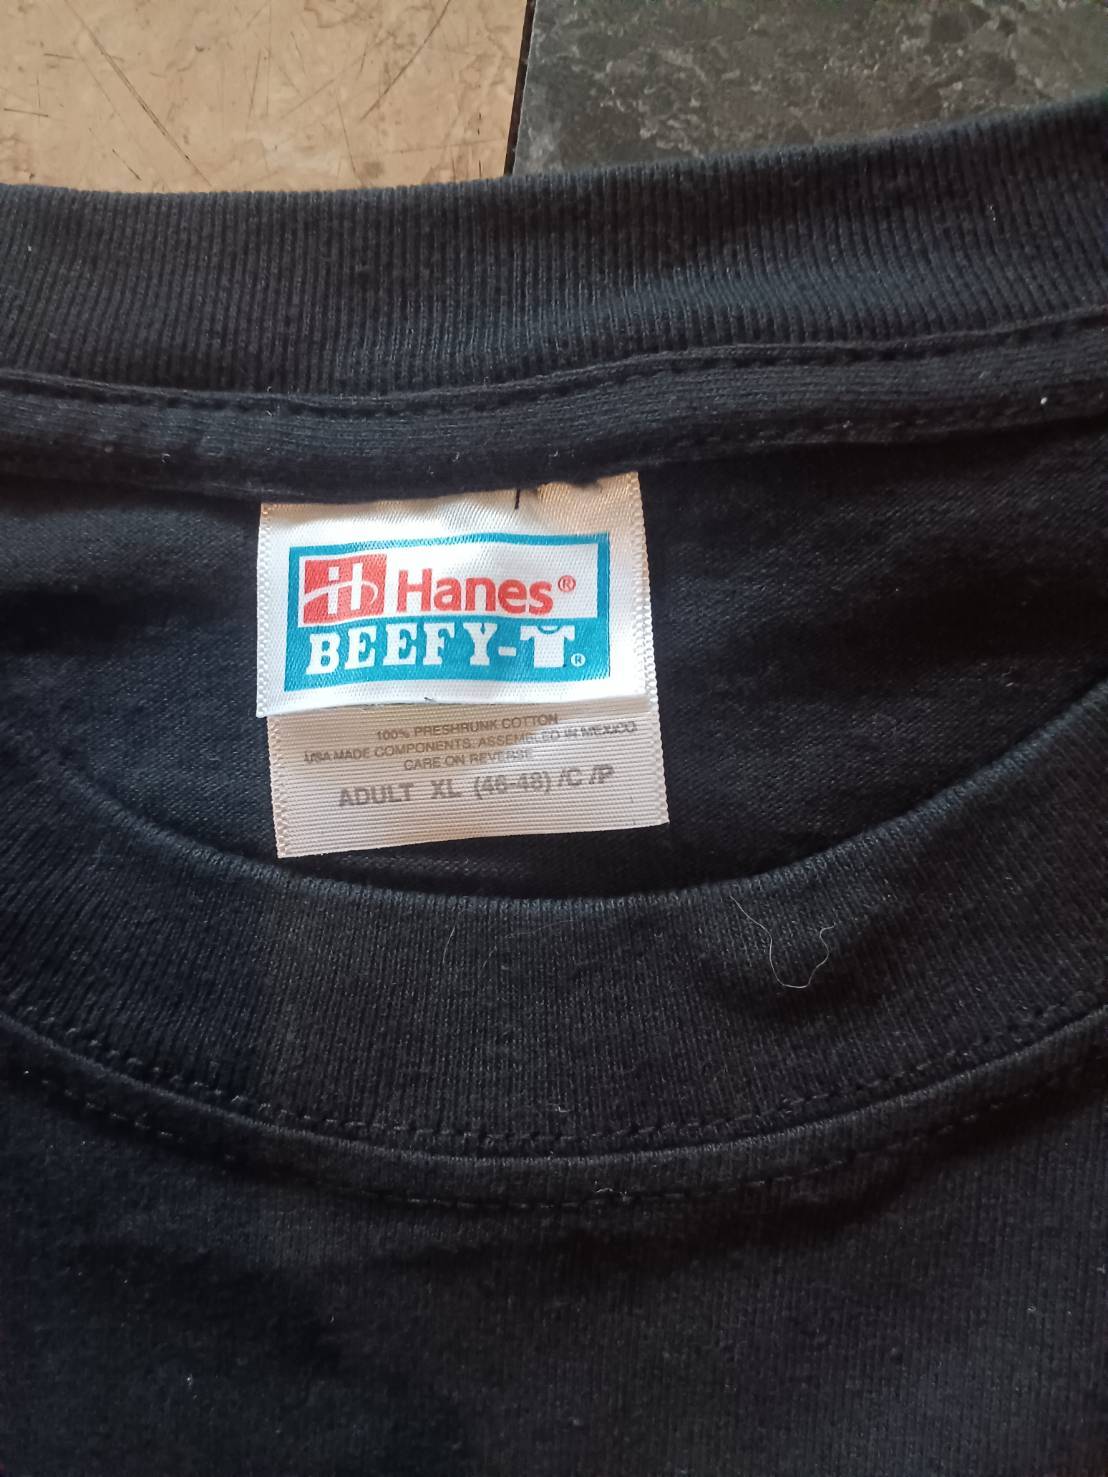 Hanes®
BEEFY-T®
100% PRESHRUNK COTTON
USA MADE COMPONENTS. ASSEMBLED IN MEXICO
CARE ON REVERSE
ADULT XL (46-48) /C /P